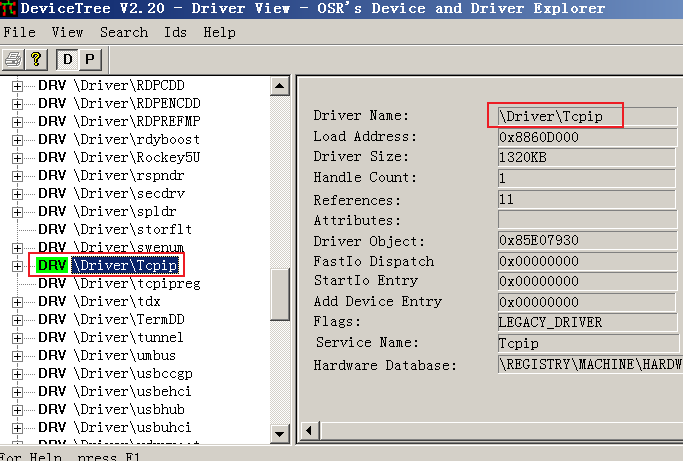 DeviceTree V2.20 - Driver View - OSR's Device and Driver Explorer
File View Search Ids Help
? D P
DRV \Driver\RDPCDD
DRV \Driver\RDPENCDD
DRV \Driver\RDPREFMP
DRV \Driver\rdyboost
DRV \Driver\Rockey5U
DRV \Driver\rspndr
DRV \Driver\secdrv
DRV \Driver\spldr
DRV \Driver\storflt
DRV \Driver\swenum
DRV \Driver\Tcpip
DRV \Driver\tcpipreg
DRV \Driver\tdx
DRV \Driver\TermDD
DRV \Driver\tunnel
DRV \Driver\umbus
DRV \Driver\usbccgp
DRV \Driver\usbehci
DRV \Driver\usbhub
DRV \Driver\usbuhci
Driver Name: \Driver\Tcpip
Load Address: 0x8860D000
Driver Size: 1320KB
Handle Count: 1
References: 11
Attributes:
Driver Object: 0x85E07930
FastIo Dispatch 0x00000000
StartIo Entry 0x00000000
Add Device Entry 0x00000000
Flags: LEGACY_DRIVER
Service Name: Tcpip
Hardware Database: \REGISTRY\MACHINE\HARDW
For Help, press F1